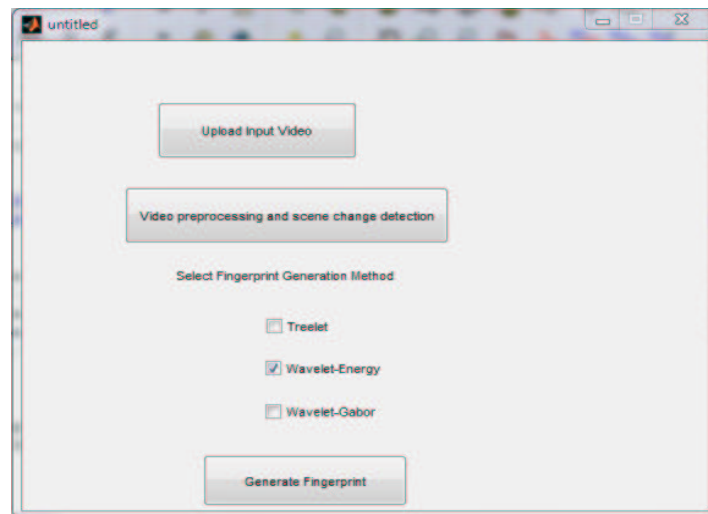 untitled
Upload Input Video
Video preprocessing and scene change detection
Select Fingerprint Generation Method
Treelet
Wavelet-Energy
Wavelet-Gabor
Generate Fingerprint